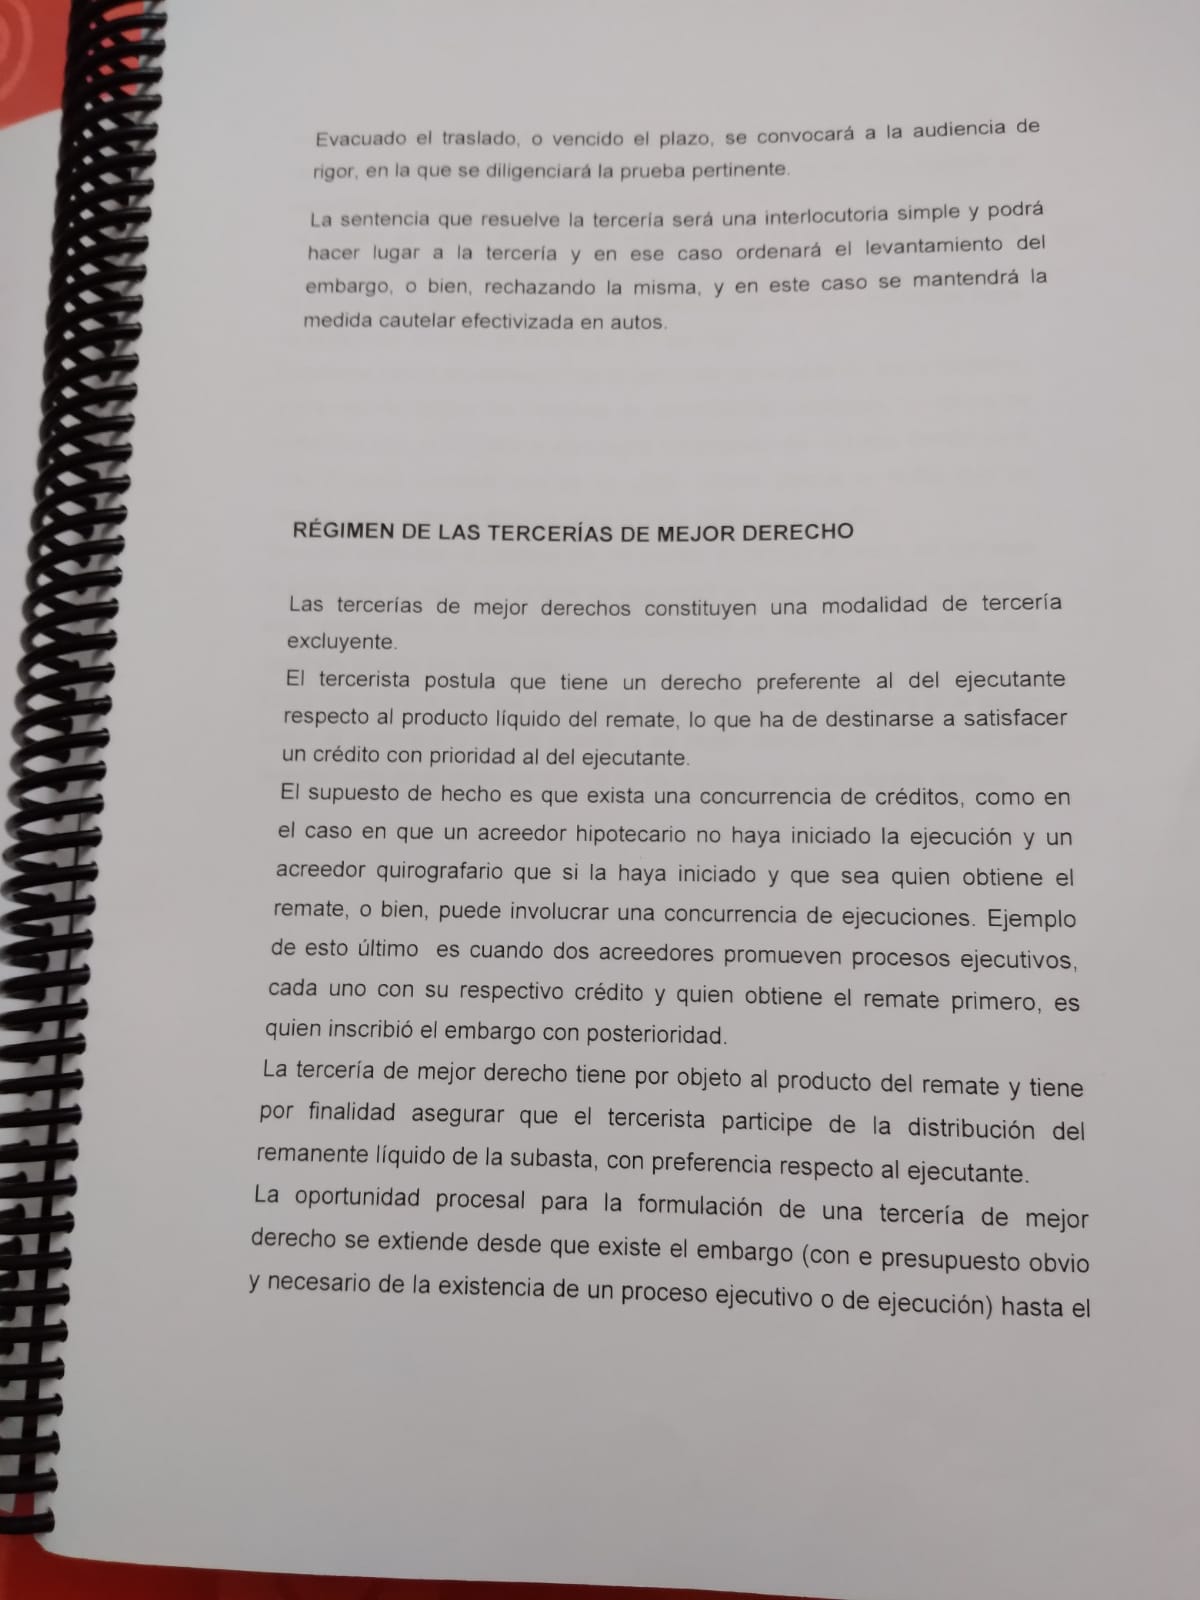 Evacuado el traslado, o vencido el plazo, se convocará a la audiencia de
rigor, en la que se diligenciará la prueba pertinente.
La sentencia que resuelve la tercería será una interlocutoria simple y podrá
hacer lugar a la tercería y en ese caso ordenará el levantamiento del
embargo, o bien, rechazando la misma, y en este caso se mantendrá la
medida cautelar efectivizada en autos.
RÉGIMEN DE LAS TERCERÍAS DE MEJOR DERECHO
Las tercerías de mejor derechos constituyen una modalidad de tercería
excluyente.
El tercerista postula que tiene un derecho preferente al del ejecutante
respecto al producto líquido del remate, lo que ha de destinarse a satisfacer
un crédito con prioridad al del ejecutante.
El supuesto de hecho es que exista una concurrencia de créditos, como en
el caso en que un acreedor hipotecario no haya iniciado la ejecución y un
acreedor quirografario que si la haya iniciado y que sea quien obtiene el
remate, o bien, puede involucrar una concurrencia de ejecuciones. Ejemplo
de esto último es cuando dos acreedores promueven procesos ejecutivos,
cada uno con su respectivo crédito y quien obtiene el remate primero, es
quien inscribió el embargo con posterioridad.
La tercería de mejor derecho tiene por objeto al producto del remate y tiene
por finalidad asegurar que el tercerista participe de la distribución del
remanente líquido de la subasta, con preferencia respecto al ejecutante.
La oportunidad procesal para la formulación de una tercería de mejor
derecho se extiende desde que existe el embargo (con e presupuesto obvio
y necesario de la existencia de un proceso ejecutivo o de ejecución) hasta el